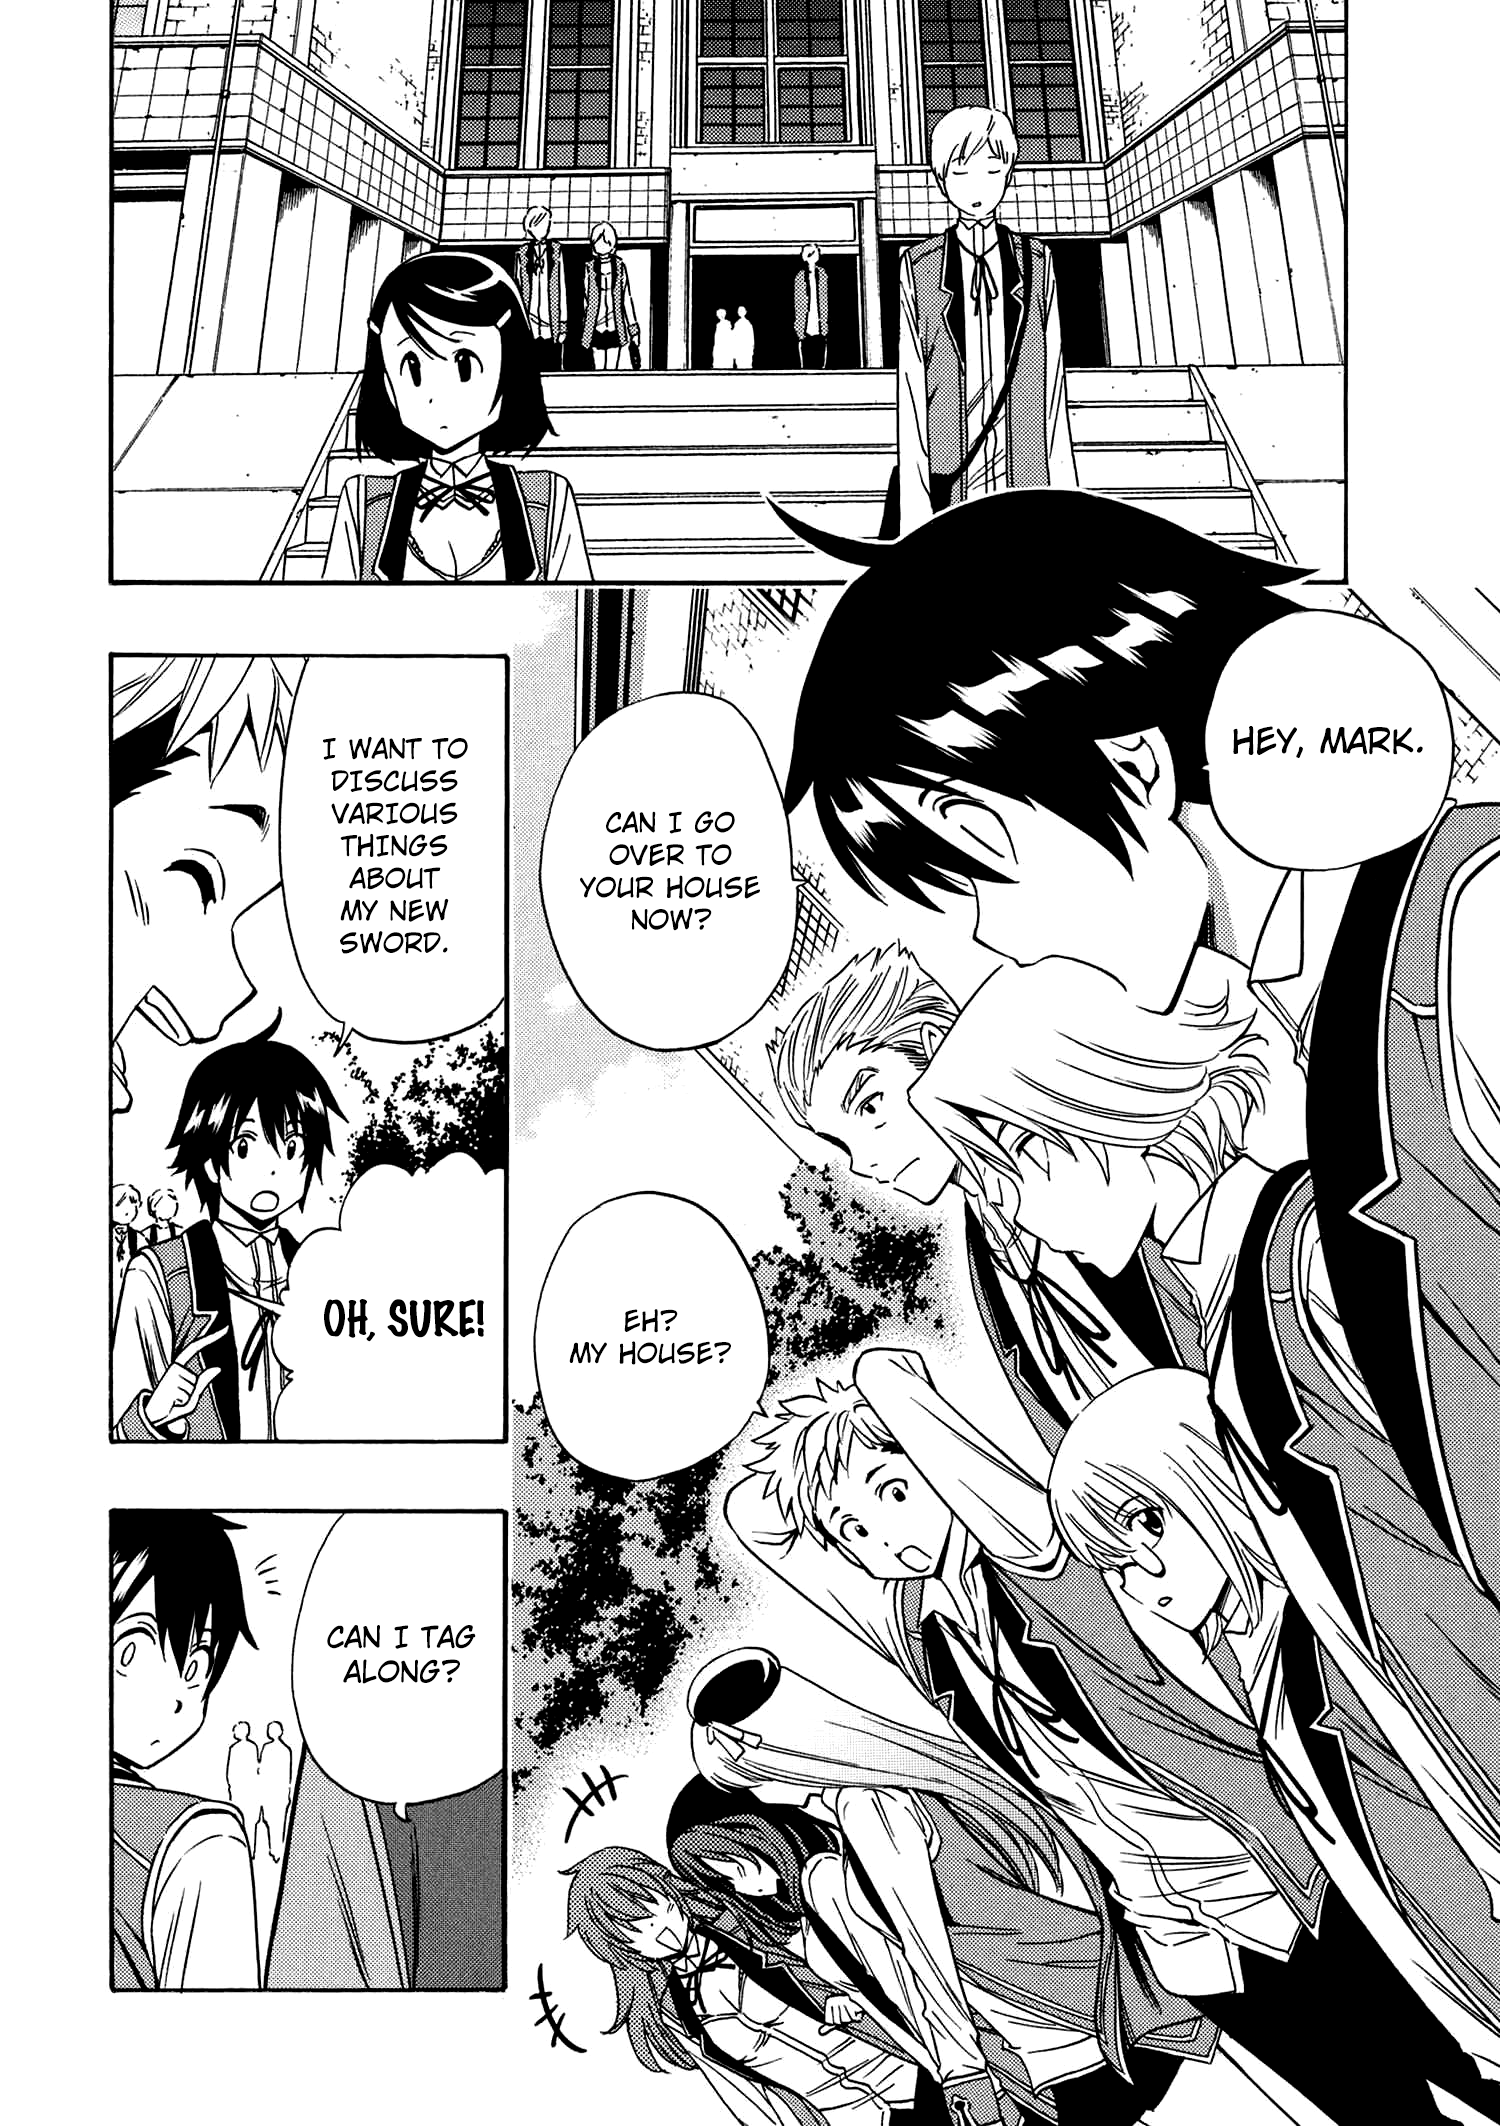 HEY, MARK.
CAN I GO
OVER TO
YOUR HOUSE
NOW?
EH?
MY HOUSE?
I WANT TO
DISCUSS
VARIOUS
THINGS
ABOUT
MY NEW
SWORD.
OH, SURE!
CAN I TAG
ALONG?